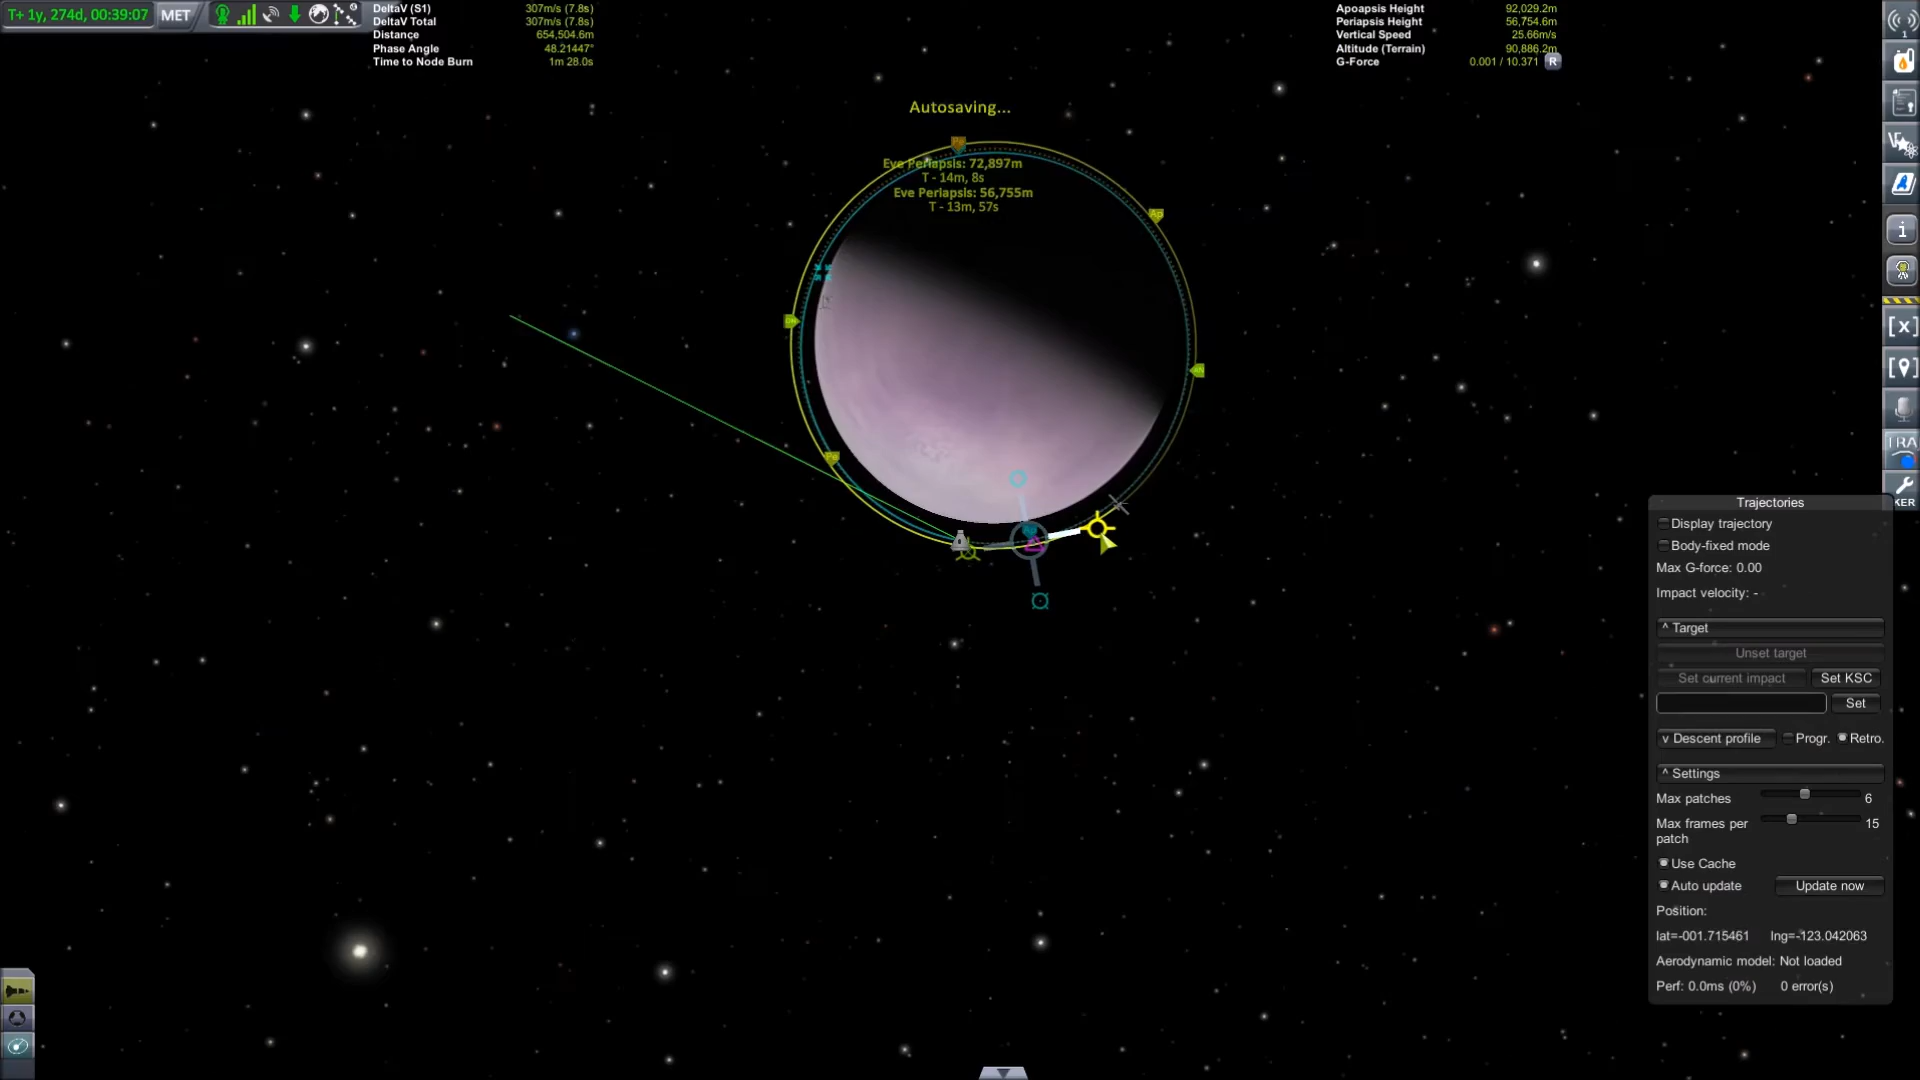 T+ 1y, 274d, 00:39:07
MET
DeltaV (S1) 307m/s (7.8s)
DeltaV Total 307m/s (7.8s)
Distance 654,504.6m
Phase Angle 48.21447°
Time to Node Burn 1m 28.0s
Apoapsis Height 92,029.2m
Periapsis Height 56,754.6m
Vertical Speed 25.66m/s
Altitude (Terrain) 90,886.2m
G-Force 0.001 / 10.371 R
Autosaving...
Eve Periapsis: 72,897m
T - 14m, 8s
Eve Periapsis: 56,755m
T - 13m, 57s
Ap
DN
AN
Pe
1
i
[x]
TRA
KER
Trajectories
Display trajectory
Body-fixed mode
Max G-force: 0.00
Impact velocity: -
^ Target
Unset target
Set current impact Set KSC
Set
v Descent profile Progr. Retro.
^ Settings
Max patches 6
Max frames per patch 15
Use Cache
Auto update Update now
Position:
lat=-001.715461 lng=-123.042063
Aerodynamic model: Not loaded
Perf: 0.0ms (0%) 0 error(s)